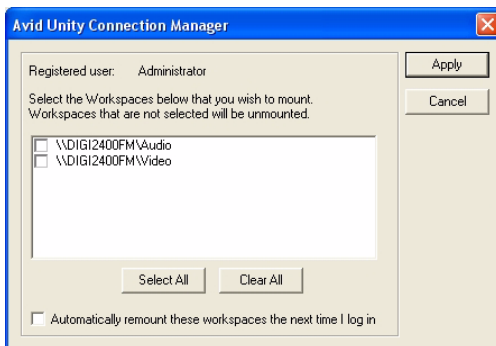 Avid Unity Connection Manager
Registered user: Administrator
Apply
Select the Workspaces below that you wish to mount.
Workspaces that are not selected will be unmounted.
Cancel
\\DIGI2400FM\Audio
\\DIGI2400FM\Video
Select All
Clear All
Automatically remount these workspaces the next time I log in